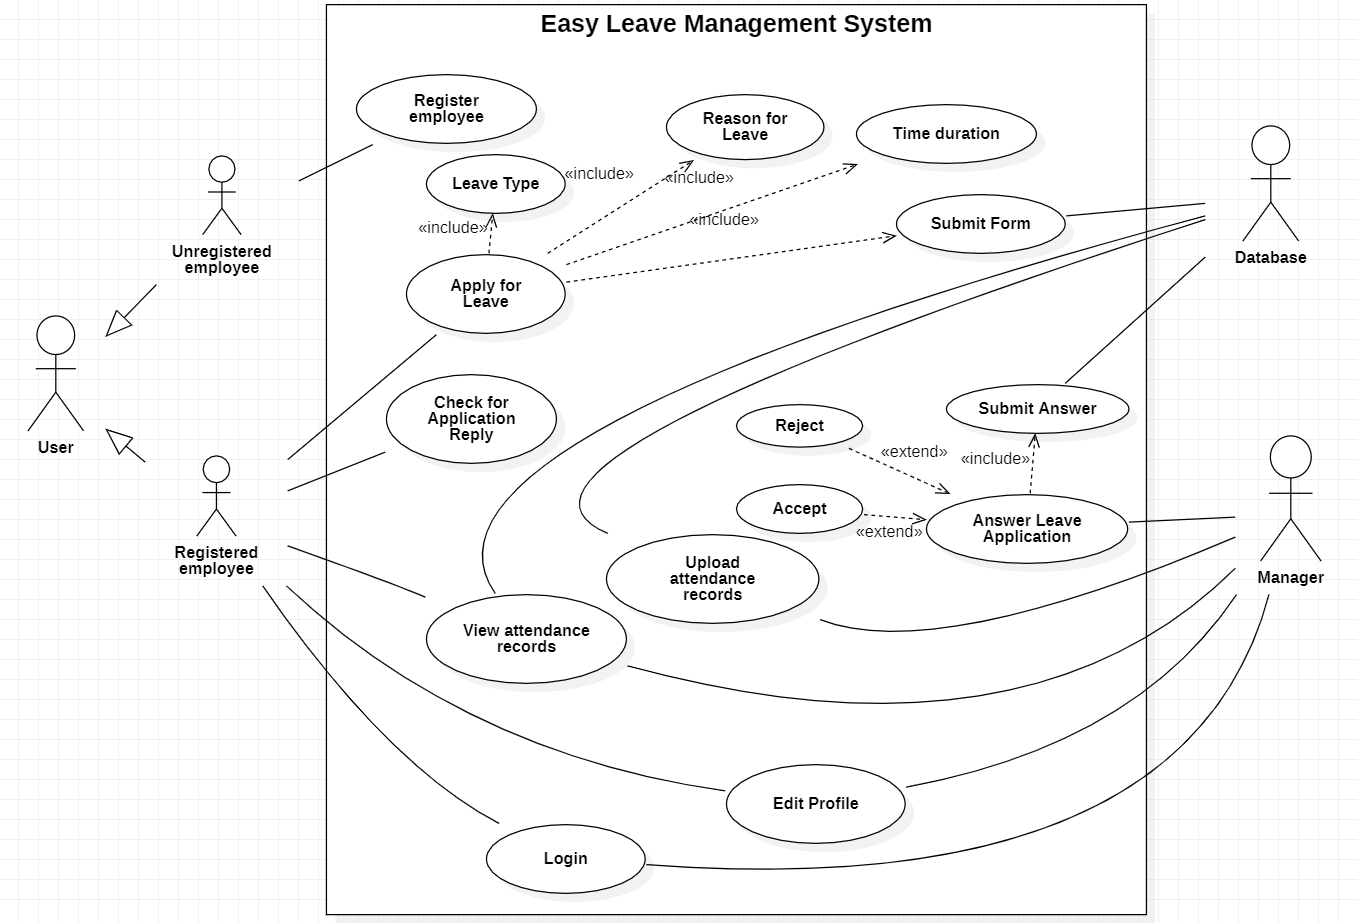 Easy Leave Management System
Register
employee
Reason for
Leave
Time duration
Leave Type
«include»
«include»
«include»
«include»
Submit Form
Apply for
Leave
Unregistered
employee
Database
User
Check for
Application
Reply
Reject
Submit Answer
«extend»
«include»
Accept
«extend»
Answer Leave
Application
Registered
employee
Manager
Upload
attendance
records
View attendance
records
Edit Profile
Login